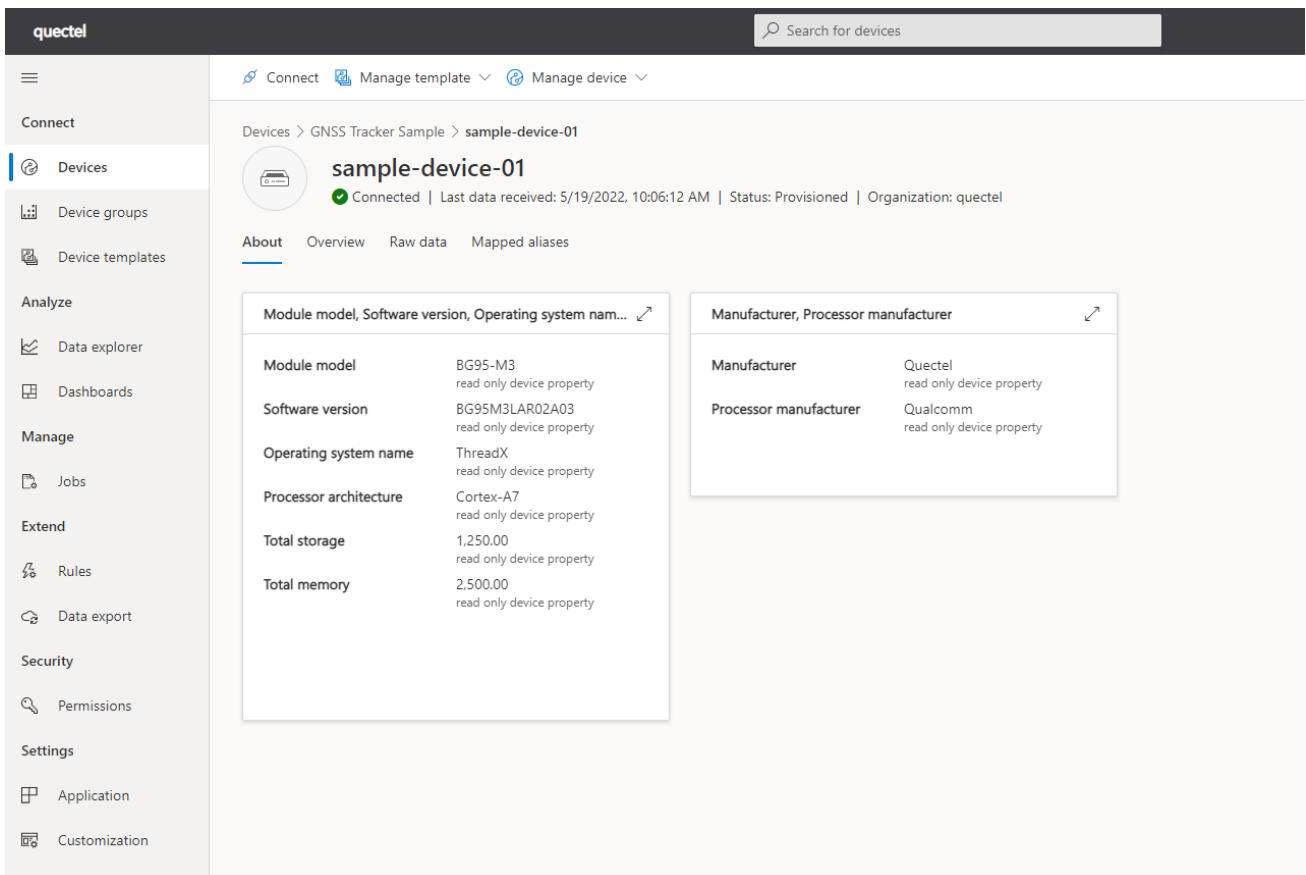 quectel
Search for devices
Connect
Manage template
Manage device
Connect
Devices
Device groups
Device templates
Analyze
Data explorer
Dashboards
Manage
Jobs
Extend
Rules
Data export
Security
Permissions
Settings
Application
Customization
Devices > GNSS Tracker Sample > sample-device-01
sample-device-01
Connected | Last data received: 5/19/2022, 10:06:12 AM | Status: Provisioned | Organization: quectel
About Overview Raw data Mapped aliases
Module model, Software version, Operating system nam...
Module model BG95-M3
read only device property
Software version BG95M3LAR02A03
read only device property
Operating system name ThreadX
read only device property
Processor architecture Cortex-A7
read only device property
Total storage 1,250.00
read only device property
Total memory 2,500.00
read only device property
Manufacturer, Processor manufacturer
Manufacturer Quectel
read only device property
Processor manufacturer Qualcomm
read only device property